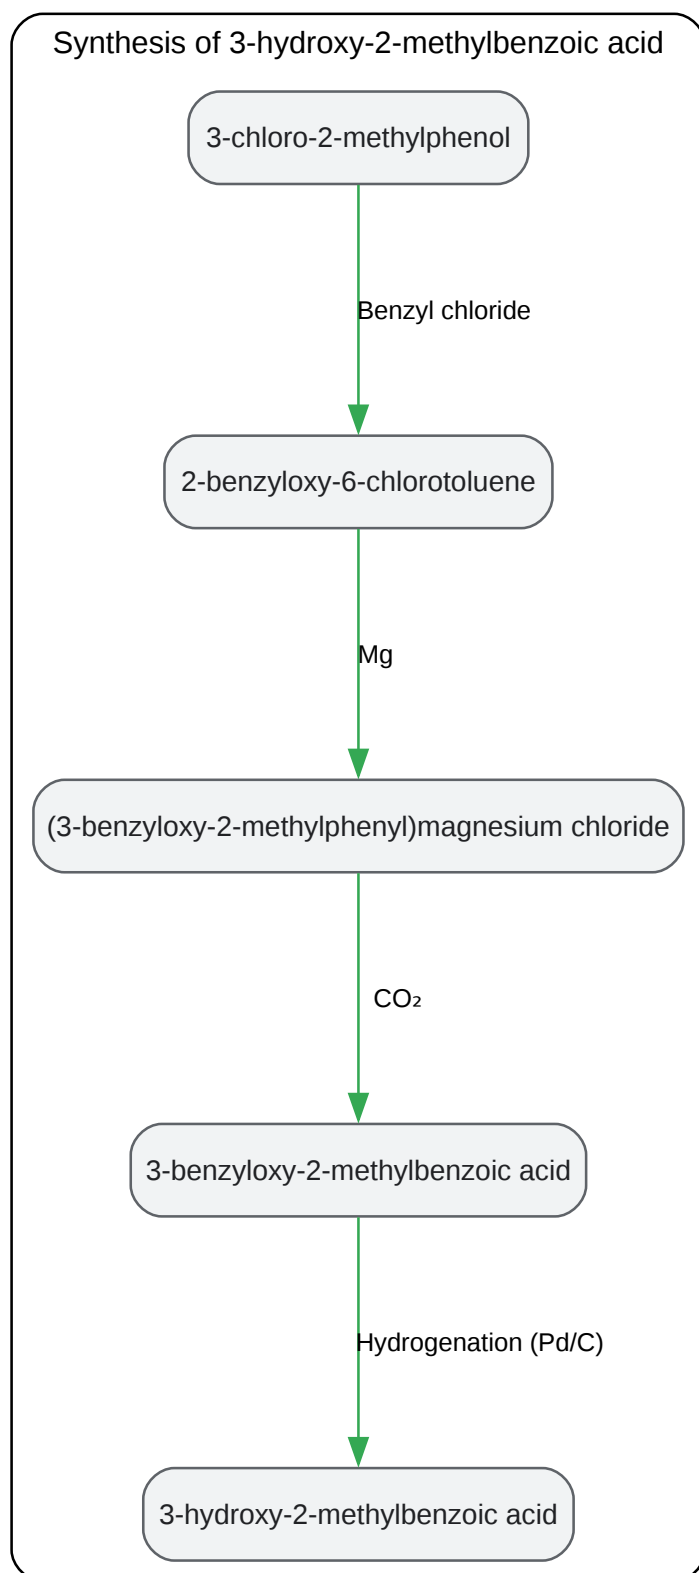 Synthesis of 3-hydroxy-2-methylbenzoic acid
3-chloro-2-methylphenol
Benzyl chloride
2-benzyloxy-6-chlorotoluene
Mg
(3-benzyloxy-2-methylphenyl)magnesium chloride
CO₂
3-benzyloxy-2-methylbenzoic acid
Hydrogenation (Pd/C)
3-hydroxy-2-methylbenzoic acid